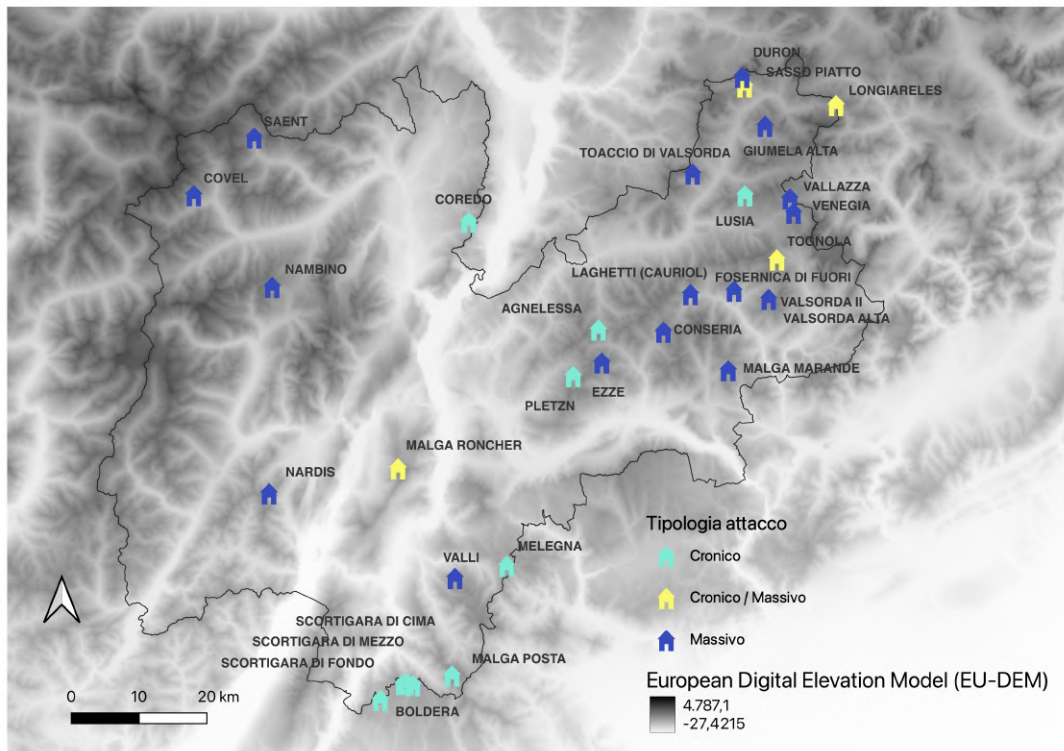 DURON
SASSO PIATTO
LONGIARELES
SAENT
TOACCIO DI VALSORDA
GIUMELA ALTA
COVEL
VALLAZZA
COREDO
LUSIA
VENEGIA
TOGNOLA
NAMBINO
LAGHETTI (CAURIOL)
FOSERNICA DI FUORI
AGNELESSA
VALSORDA II
VALSORDA ALTA
CONSERIA
MALGA MARANDE
EZZE
PLETZN
MALGA RONCHER
NARDIS
Tipologia attacco
Cronico
Cronico / Massivo
Massivo
MELEGNA
VALLI
SCORTIGARA DI CIMA
SCORTIGARA DI MEZZO
SCORTIGARA DI FONDO
MALGA POSTA
BOLDERA
0 10 20 km
European Digital Elevation Model (EU-DEM)
4.787,1
-27,4215